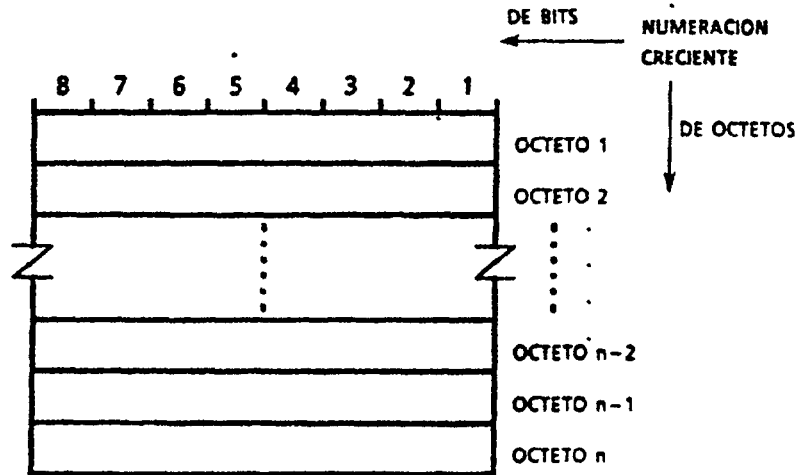 DE BITS
NUMERACION
CRECIENTE
8 7 6 5 4 3 2 1
DE OCTETOS
OCTETO 1
OCTETO 2
OCTETO n-2
OCTETO n-1
OCTETO n